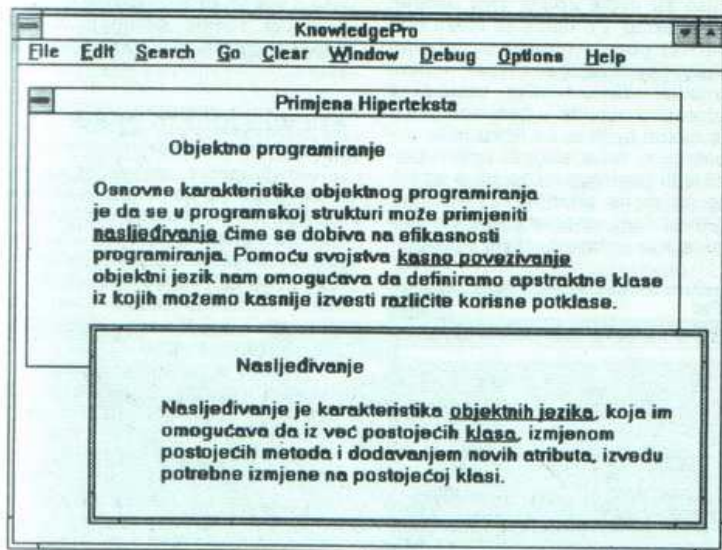 KnowledgePro
File Edit Search Go Clear Window Debug Options Help
Primjena Hiperteksta
Objektno programiranje
Osnovne karakteristike objektnog programiranja
je da se u programskoj strukturi može primjeniti
nasljeđivanje čime se dobiva na efikasnosti
programiranja. Pomoću svojstva kasno povezivanje
objektni jezik nam omogućava da definiramo apstraktne klase
iz kojih možemo kasnije izvesti različite korisne potklase.
Nasljeđivanje
Nasljeđivanje je karakteristika objektnih jezika, koja im
omogućava da iz već postojećih klasa, izmjenom
postojećih metoda i dodavanjem novih atributa, izvedu
potrebne izmjene na postojećoj klasi.